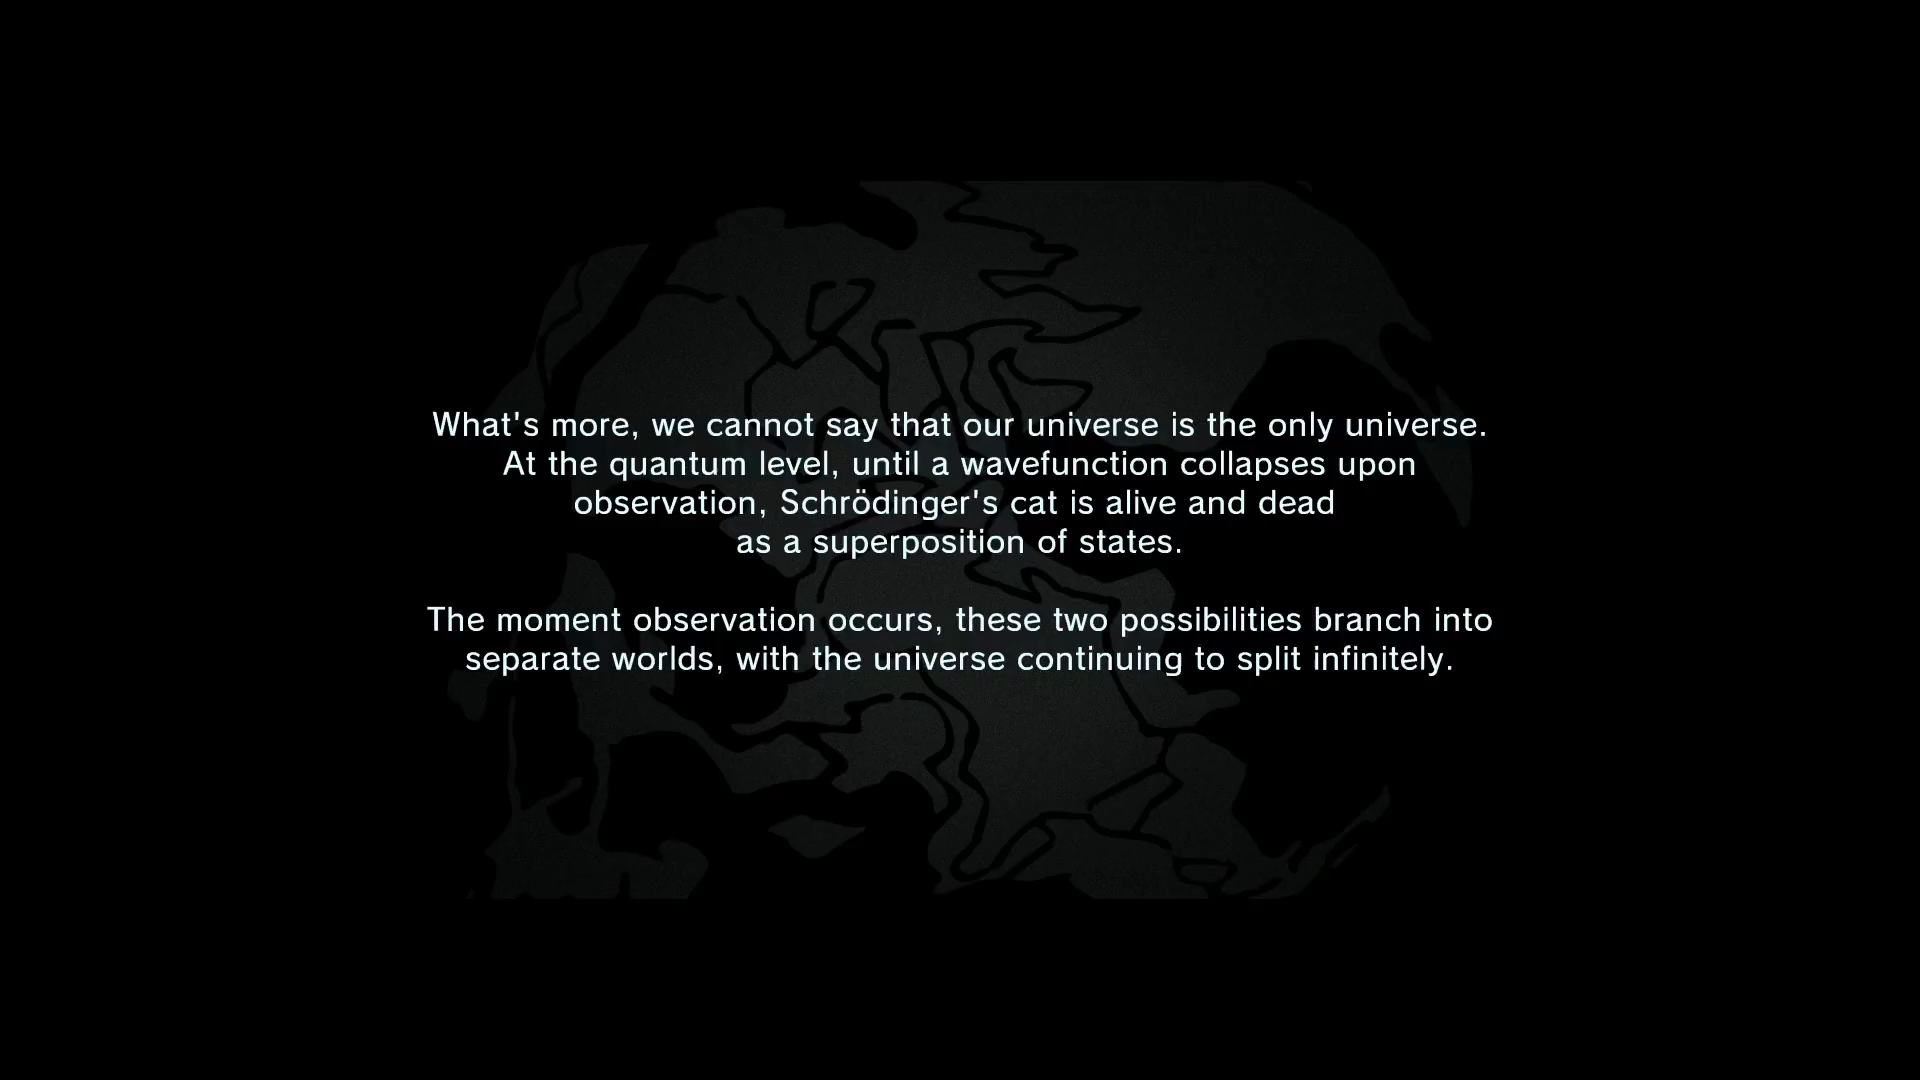 What's more, we cannot say that our universe is the only universe.
At the quantum level, until a wavefunction collapses upon
observation, Schrödinger's cat is alive and dead
as a superposition of states.
The moment observation occurs, these two possibilities branch into
separate worlds, with the universe continuing to split infinitely.